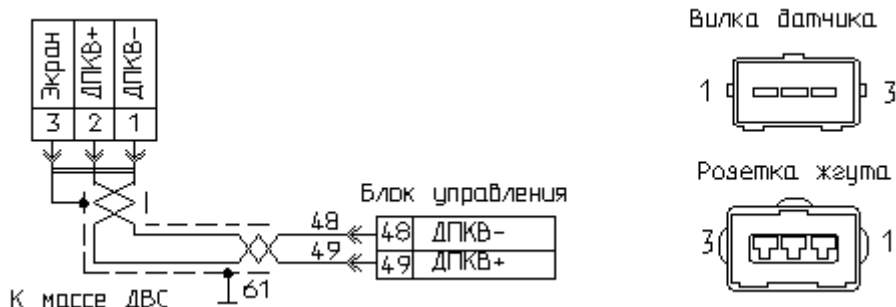 Вилка датчика
Экран ДПКВ+ ДПКВ-
3 2 1
1 3
Розетка жгута
3 1
Блок управления
48 48 ДПКВ-
49 49 ДПКВ+
61
К массе ДВС